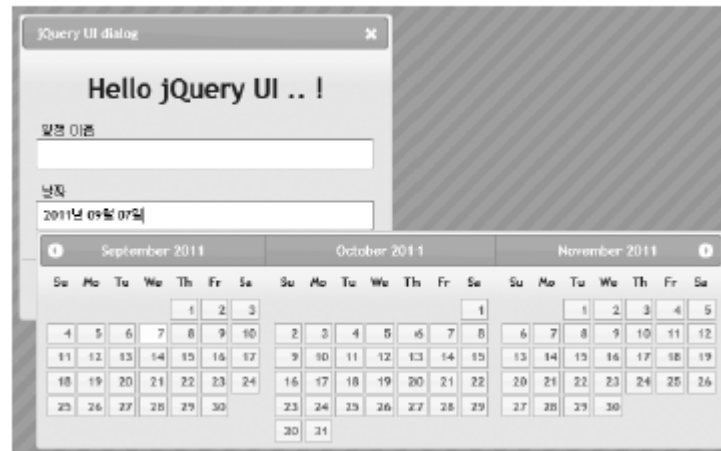 jQuery UI dialog
Hello jQuery UI .. !
일정 이름
날짜
2011년 09월 07일
September 2011 October 2011 November 2011
Su Mo Tu We Th Fr Sa Su Mo Tu We Th Fr Sa Su Mo Tu We Th Fr Sa
1 2 3 1 1 2 3 4 5
4 5 6 7 8 9 10 2 3 4 5 6 7 8 6 7 8 9 10 11 12
11 12 13 14 15 16 17 9 10 11 12 13 14 15 13 14 15 16 17 18 19
18 19 20 21 22 23 24 16 17 18 19 20 21 22 20 21 22 23 24 25 26
25 26 27 28 29 30 23 24 25 26 27 28 29 27 28 29 30
30 31